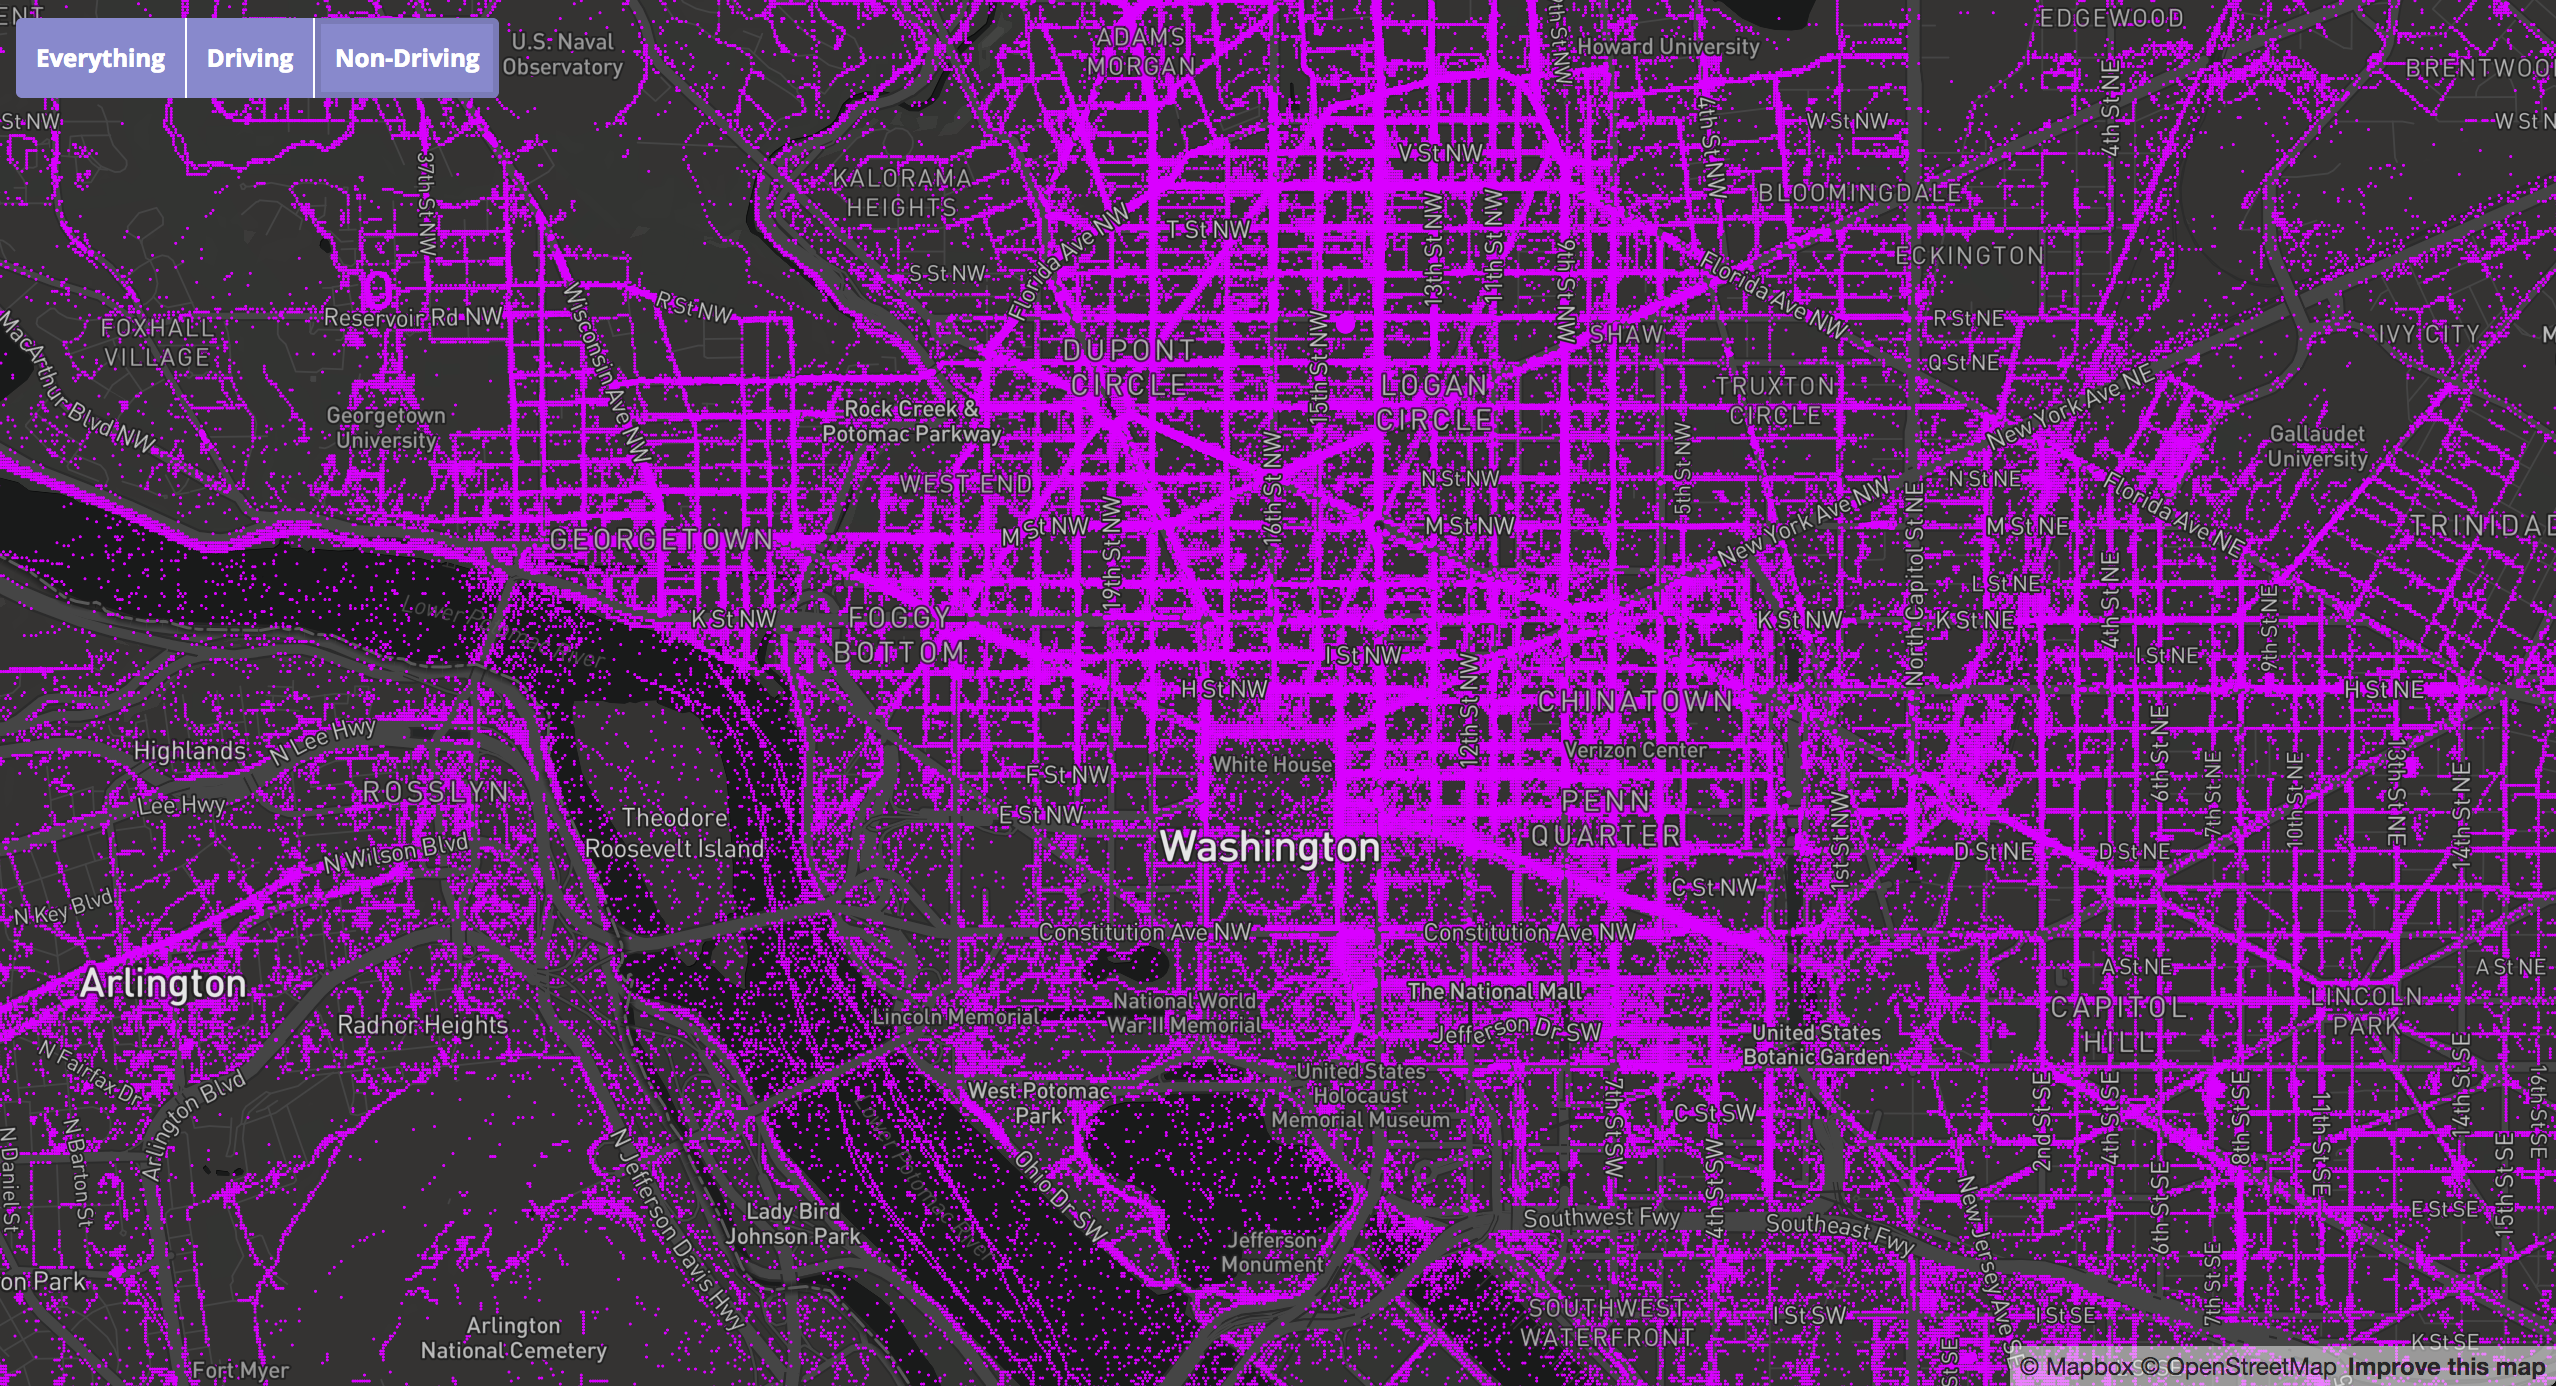 Everything
Driving
Non-Driving
U.S. Naval
Observatory
ADAMS
MORGAN
Howard University
EDGEWOOD
St NW
37th St NW
KALORAMA
HEIGHTS
V St NW
4th St NW
W St NW
4th St NE
BLOOMINGDALE
T St NW
13th St NW
11th St NW
9th St NW
ECKINGTON
S St NW
Florida Ave NW
Florida Ave NW
FOXHALL
VILLAGE
Reservoir Rd NW
Wisconsin Ave NW
R St NW
DUPONT
CIRCLE
15th St NW
LOGAN
CIRCLE
SHAW
R St NE
IVY CITY
Q St NE
TRUXTON
CIRCLE
MacArthur Blvd NW
Georgetown
University
Rock Creek &
Potomac Parkway
New York Ave NE
Gallaudet
University
WEST END
16th St NW
N St NW
5th St NW
N St NE
GEORGETOWN
M St NW
19th St NW
M St NW
New York Ave NW
North Capitol St NE
M St NE
Florida Ave NE
L St NE
4th St NE
Lower Potomac River
K St NW
FOGGY
BOTTOM
K St NW
K St NE
9th St NE
I St NW
I St NE
H St NW
12th St NW
CHINATOWN
H St NE
Highlands
N Lee Hwy
White House
Verizon Center
6th St NE
7th St NE
10th St NE
13th St NE
14th St NE
ROSSLYN
Lee Hwy
Theodore
Roosevelt Island
F St NW
E St NW
PENN
QUARTER
1st St NW
N Wilson Blvd
Washington
D St NE
D St NE
N Key Blvd
C St NW
Constitution Ave NW
Constitution Ave NW
Arlington
A St NE
A St NE
National World
War II Memorial
Lincoln Memorial
The National Mall
Jefferson Dr SW
CAPITOL
HILL
LINCOLN
PARK
Radnor Heights
United States
Botanic Garden
N Fairfax Dr
Arlington Blvd
West Potomac
Park
United States
Holocaust
Memorial Museum
7th St SW
C St SW
4th St SW
2nd St SE
4th St SE
6th St SE
8th St SE
11th St SE
14th St SE
15th St SE
16th St SE
N Daniel St
N Barton St
N Jefferson Davis Hwy
Lower Potomac River
Ohio Dr SW
Lady Bird
Johnson Park
Jefferson
Monument
Southwest Fwy
Southeast Fwy
New Jersey Ave SE
E St SE
7th St SE
on Park
Arlington
National Cemetery
SOUTHWEST
WATERFRONT
I St SW
I St SE
K St SE
Fort Myer
© Mapbox © OpenStreetMap Improve this map